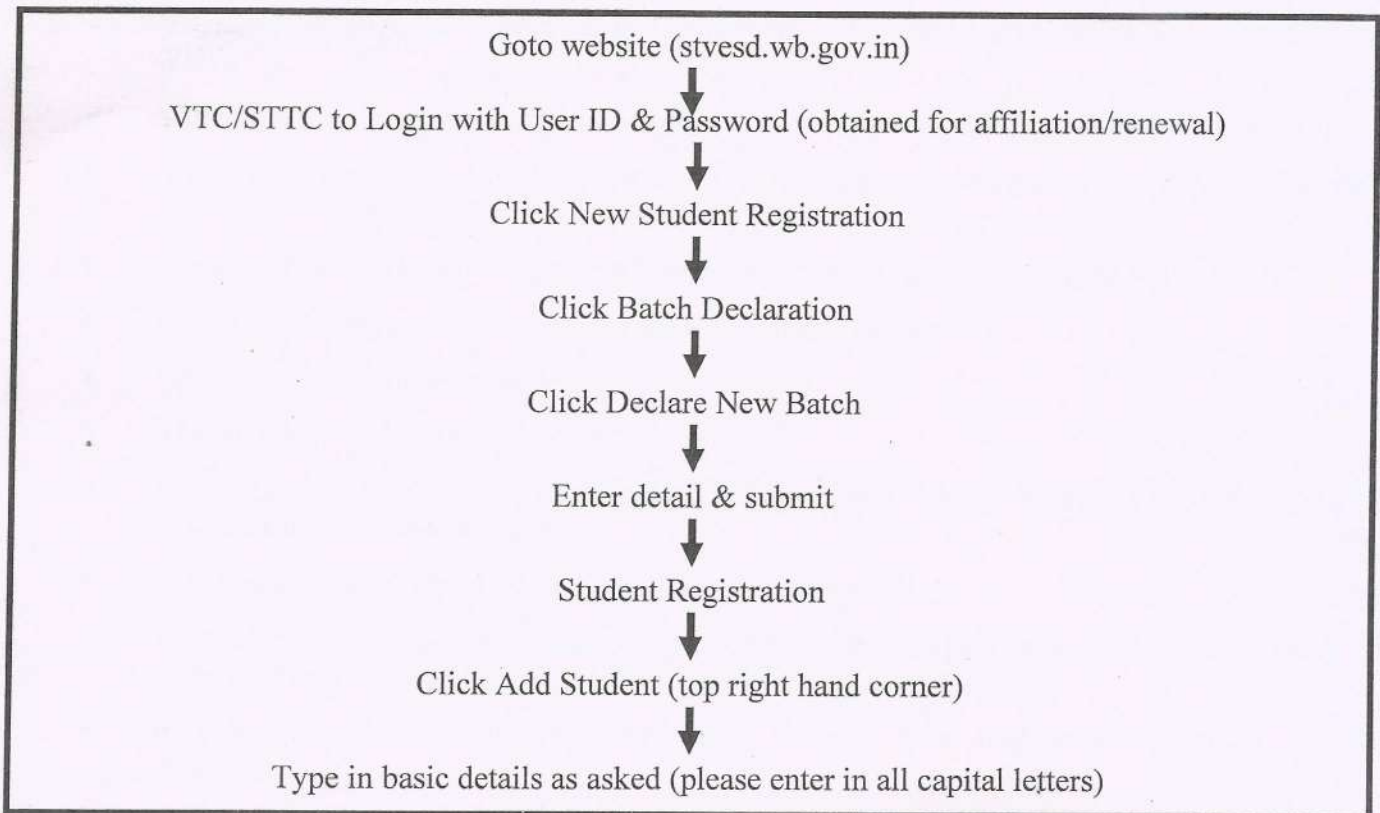 Goto website (stvesd.wb.gov.in)
VTC/STTC to Login with User ID & Password (obtained for affiliation/renewal)
Click New Student Registration
Click Batch Declaration
Click Declare New Batch
Enter detail & submit
Student Registration
Click Add Student (top right hand corner)
Type in basic details as asked (please enter in all capital letters)